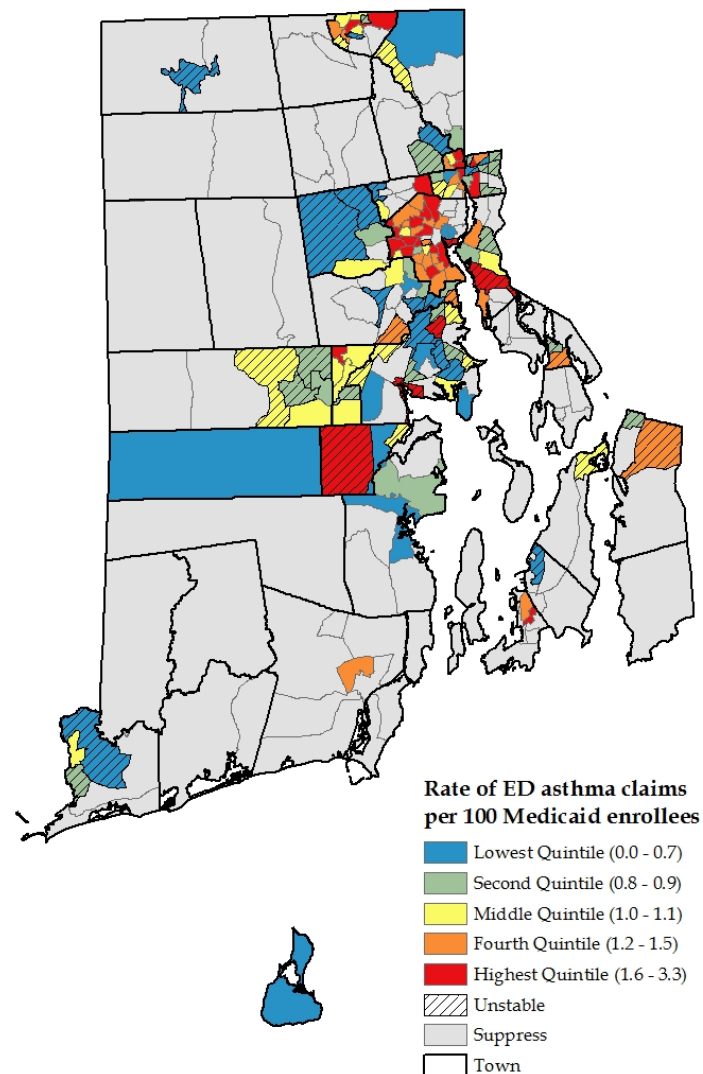 Rate of ED asthma claims
per 100 Medicaid enrollees
Lowest Quintile (0.0 - 0.7)
Second Quintile (0.8 - 0.9)
Middle Quintile (1.0 - 1.1)
Fourth Quintile (1.2 - 1.5)
Highest Quintile (1.6 - 3.3)
Unstable
Suppress
Town